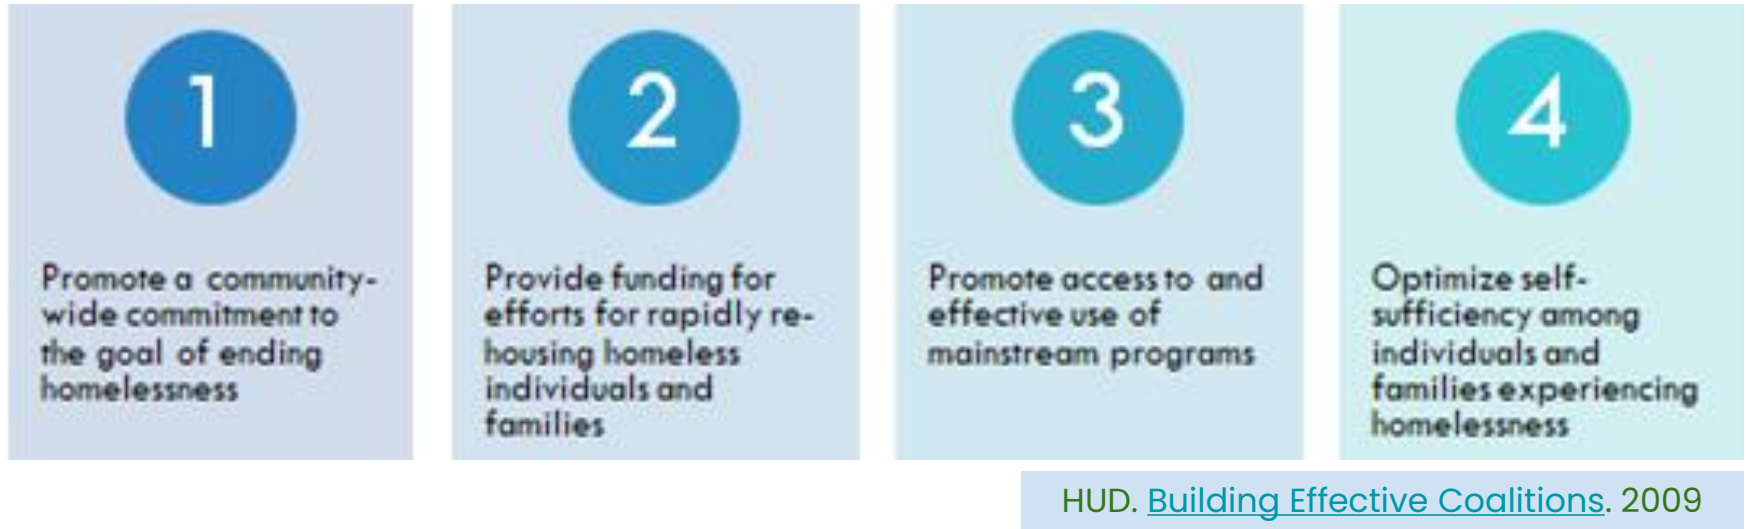 1
Promote a community-
wide commitment to
the goal of ending
homelessness
2
Provide funding for
efforts for rapidly re-
housing homeless
individuals and
families
3
Promote access to and
effective use of
mainstream programs
4
Optimize self-
sufficiency among
individuals and
families experiencing
homelessness
HUD. Building Effective Coalitions. 2009